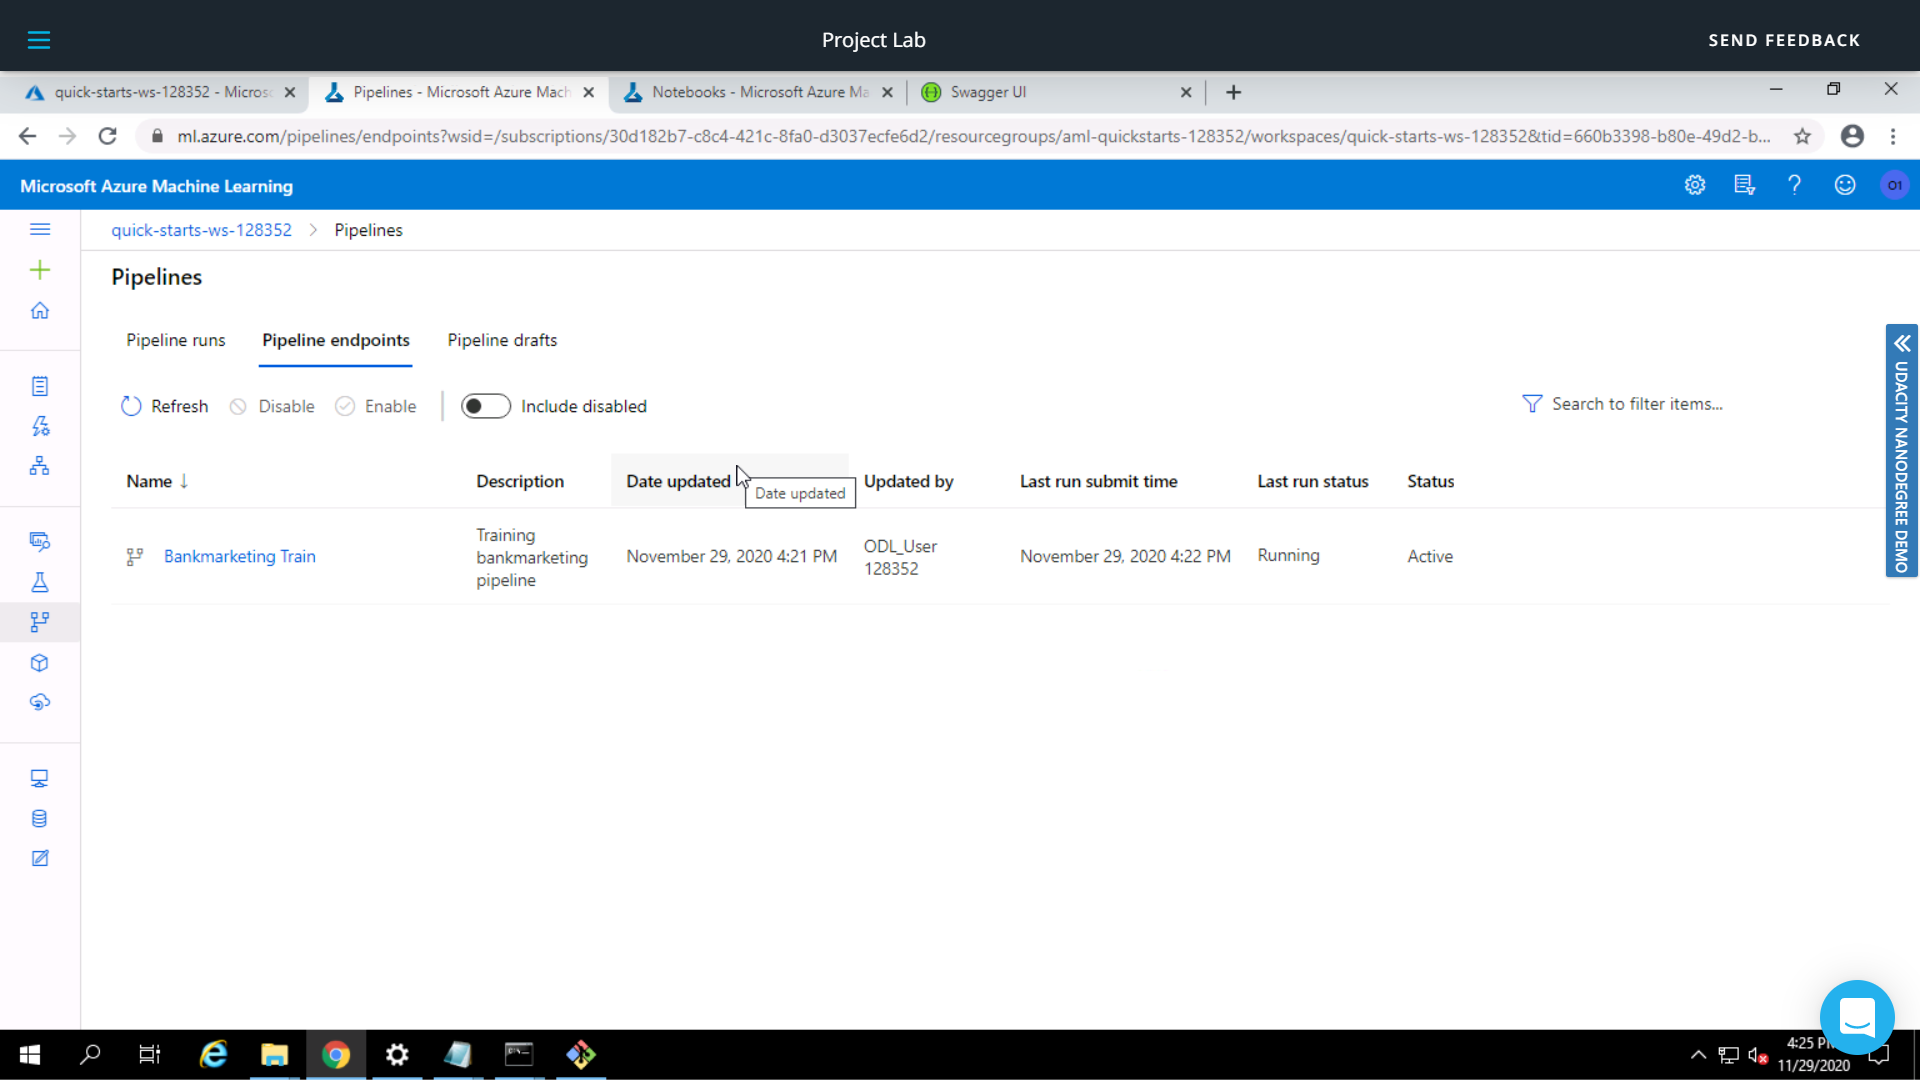 Project Lab
SEND FEEDBACK
quick-starts-ws-128352 - Micros
Pipelines - Microsoft Azure Mach
Notebooks - Microsoft Azure Ma
Swagger UI
ml.azure.com/pipelines/endpoints?wsid=/subscriptions/30d182b7-c8c4-421c-8fa0-d3037ecfe6d2/resourcegroups/aml-quickstarts-128352/workspaces/quick-starts-ws-128352&tid=660b3398-b80e-49d2-b...
Microsoft Azure Machine Learning
O1
quick-starts-ws-128352 > Pipelines
Pipelines
Pipeline runs
Pipeline endpoints
Pipeline drafts
Refresh
Disable
Enable
Include disabled
Search to filter items...
UDACITY NANODEGREE DEMO
Name
Description
Date updated
Date updated
Updated by
Last run submit time
Last run status
Status
Bankmarketing Train
Training
bankmarketing
pipeline
November 29, 2020 4:21 PM
ODL_User
128352
November 29, 2020 4:22 PM
Running
Active
4:25 P
11/29/2020